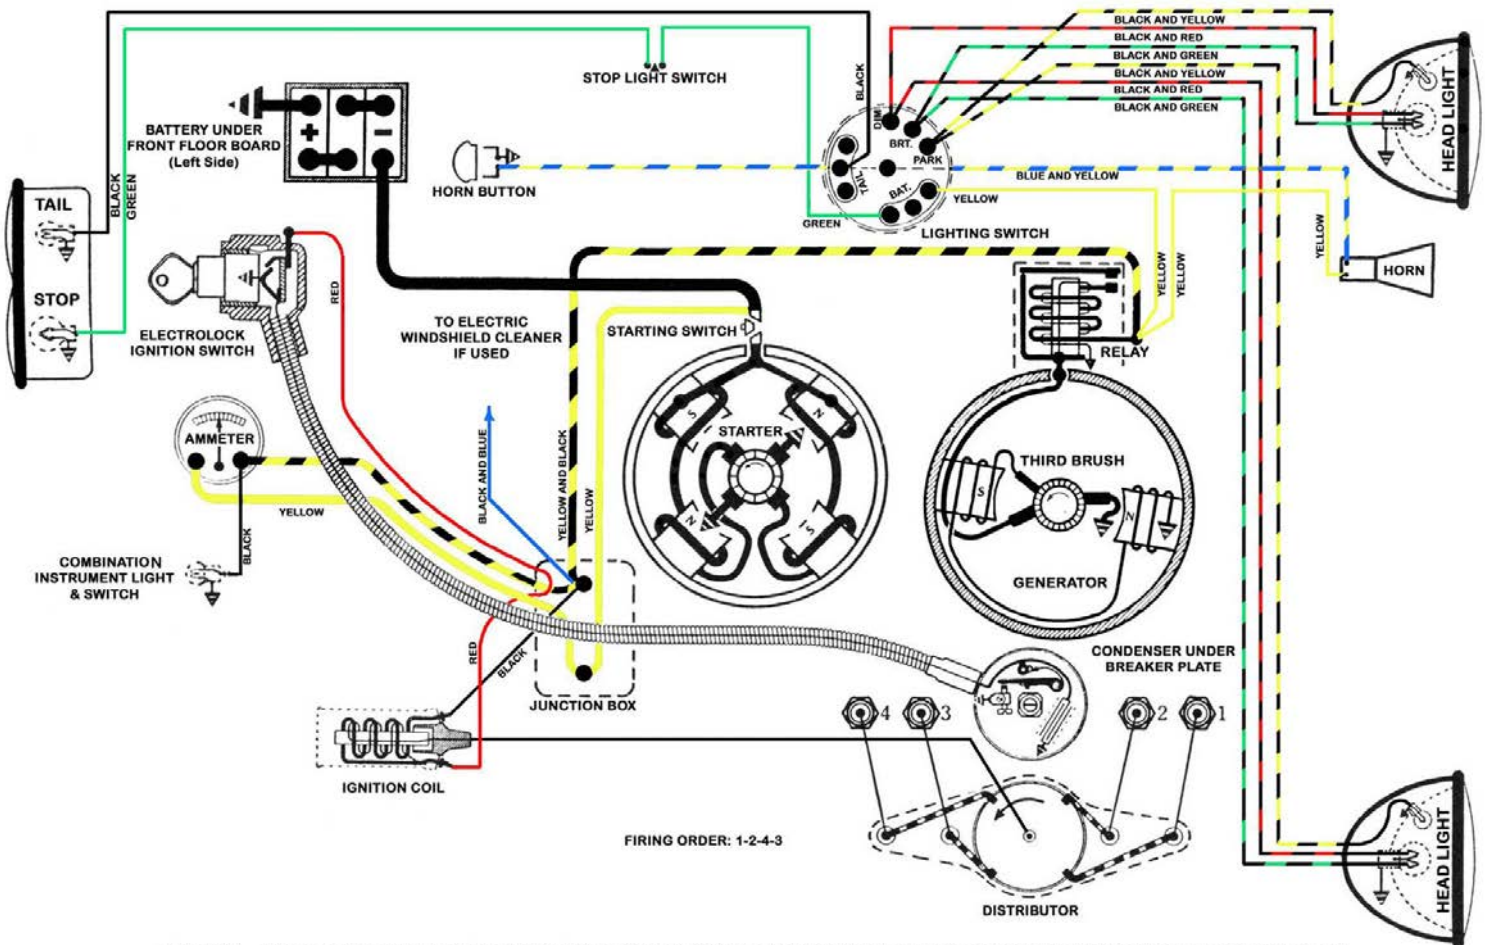 BLACK AND YELLOW
BLACK AND RED
BLACK AND GREEN
BLACK AND YELLOW
BLACK AND RED
BLACK AND GREEN
HEAD LIGHT
STOP LIGHT SWITCH
BLACK
DIM
BRT.
PARK
TAIL
BAT.
BATTERY UNDER
FRONT FLOOR BOARD
(Left Side)
+
−
HORN BUTTON
BLUE AND YELLOW
YELLOW
GREEN
LIGHTING SWITCH
BLACK
GREEN
TAIL
STOP
YELLOW
YELLOW
YELLOW
HORN
RED
ELECTROLOCK
IGNITION SWITCH
TO ELECTRIC
WINDSHIELD CLEANER
IF USED
STARTING SWITCH
RELAY
AMMETER
S
N
STARTER
N
S
BLACK AND BLUE
YELLOW AND BLACK
YELLOW
THIRD BRUSH
S
N
GENERATOR
YELLOW
BLACK
COMBINATION
INSTRUMENT LIGHT
& SWITCH
RED
BLACK
JUNCTION BOX
CONDENSER UNDER
BREAKER PLATE
4
3
2
1
IGNITION COIL
FIRING ORDER: 1-2-4-3
DISTRIBUTOR
HEAD LIGHT